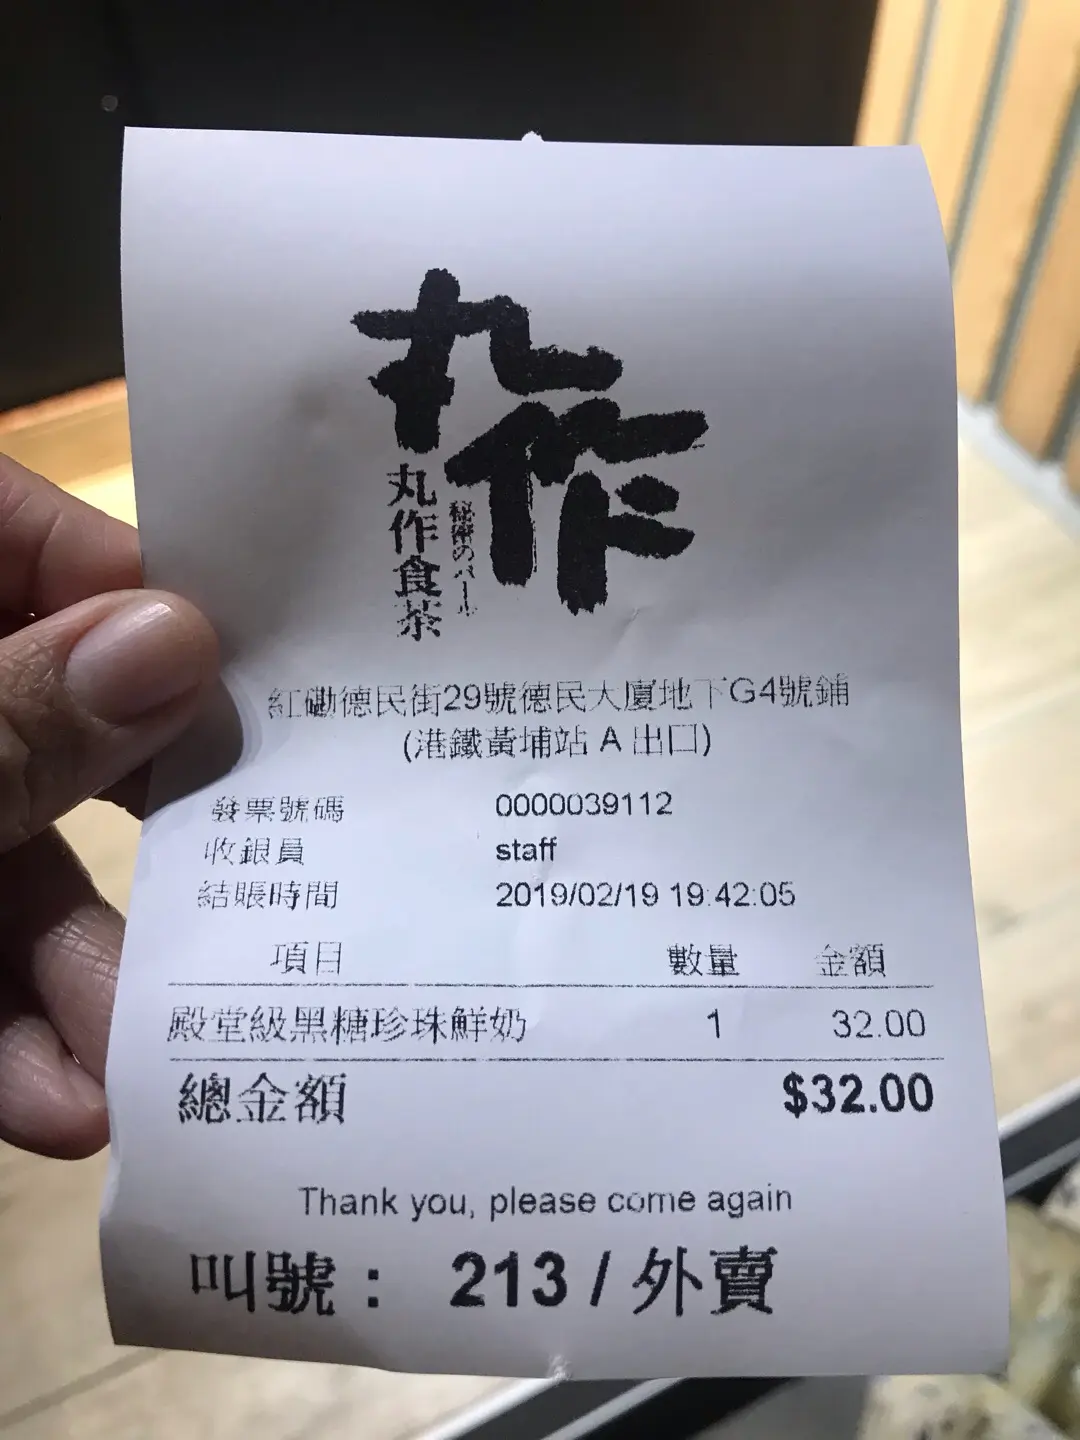 丸作
丸作食茶
秘密のパール
紅磡德民街29號德民大廈地下G4號鋪
(港鐵黃埔站 A 出口)
發票號碼 0000039112
收銀員 staff
結賬時間 2019/02/19 19:42:05
項目 數量 金額
殿堂級黑糖珍珠鮮奶 1 32.00
總金額 $32.00
Thank you, please come again
叫號： 213 / 外賣